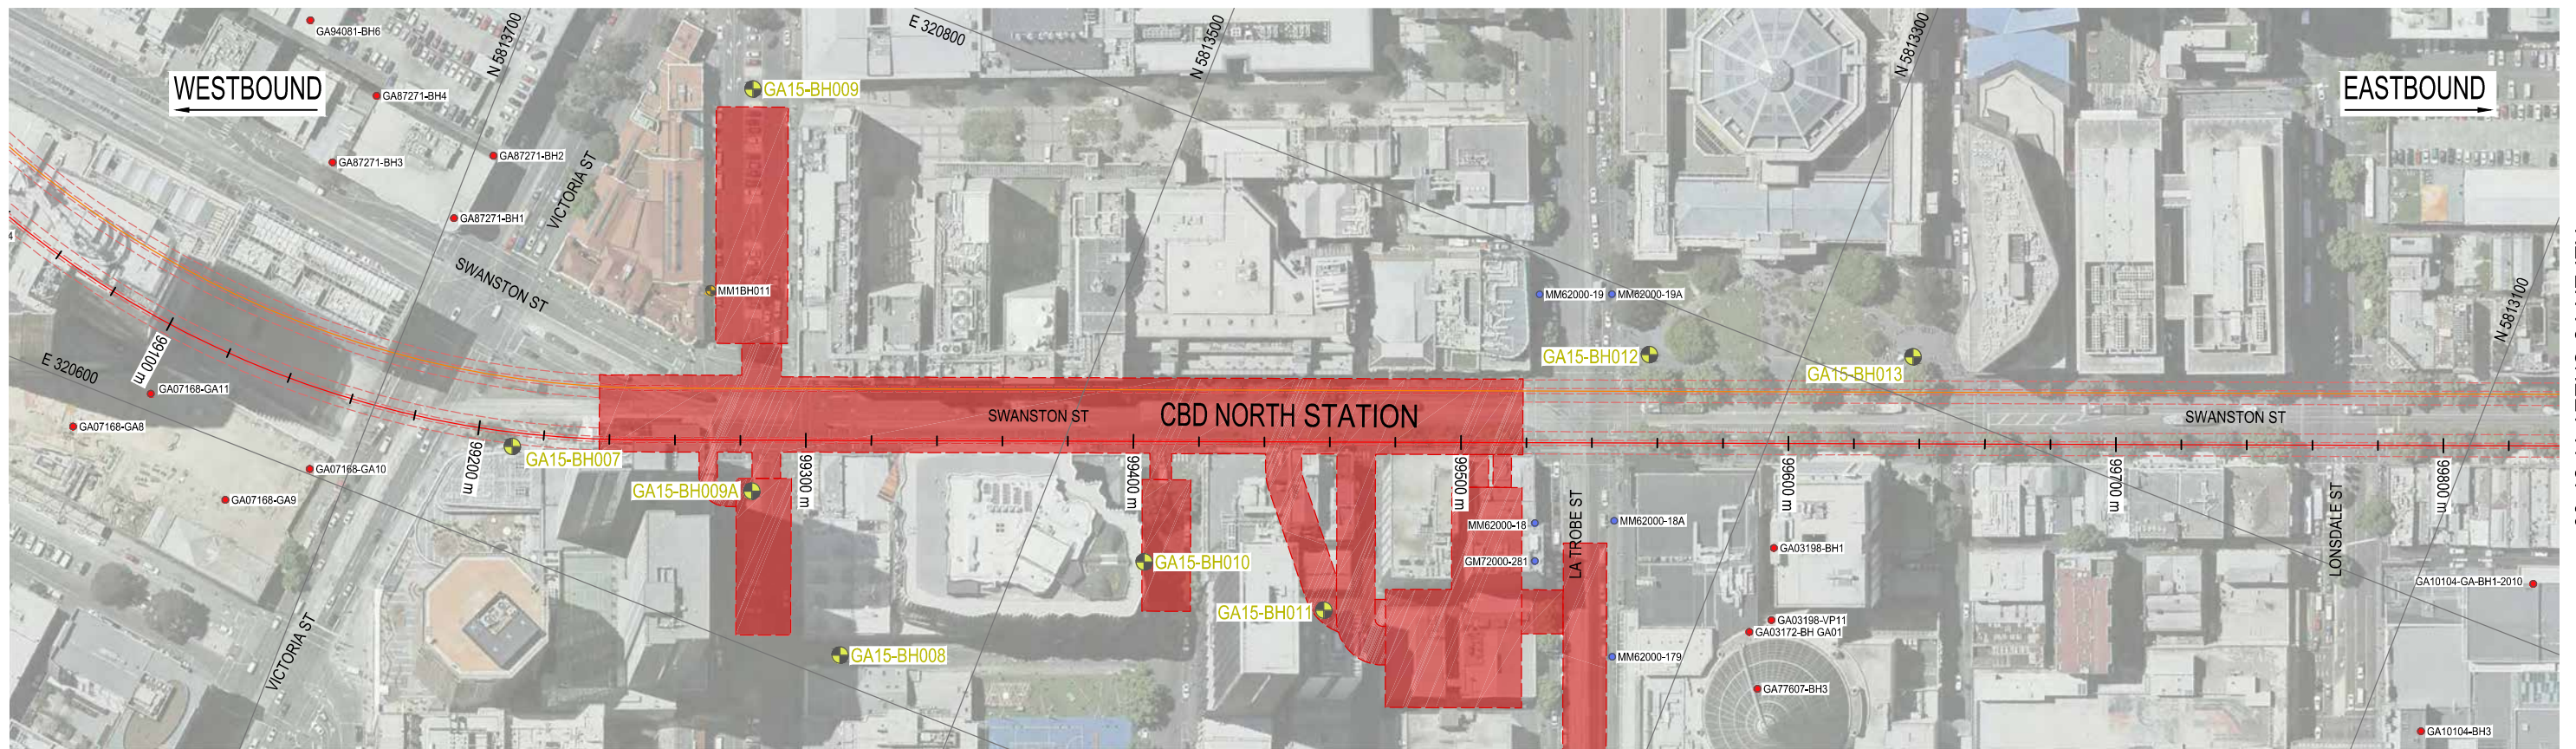 GA94081-BH6
WESTBOUND
N 5813700
E 320800
N 5813500
N 5813300
EASTBOUND
GA15-BH009
GA87271-BH4
GA87271-BH3
GA87271-BH2
VICTORIA ST
GA87271-BH1
4
SWANSTON ST
MM1BH011
MM62000-19
MM62000-19A
N 5813100
GA15-BH012
GA15-BH013
99100 m
E 320600
GA07168-GA11
GA07168-GA8
SWANSTON ST
CBD NORTH STATION
SWANSTON ST
GA15-BH007
99200 m
GA07168-GA10
GA07168-GA9
GA15-BH009A
99300 m
99400 m
99500 m
99600 m
99700 m
99800 m
MM62000-18
MM62000-18A
LA TROBE ST
LONSDALE ST
GA03198-BH1
GM72000-281
GA15-BH010
GA10104-GA-BH1-2010
GA15-BH011
GA03198-VP11
GA03172-BH GA01
VICTORIA ST
GA15-BH008
MM62000-179
GA77607-BH3
GA10104-BH3